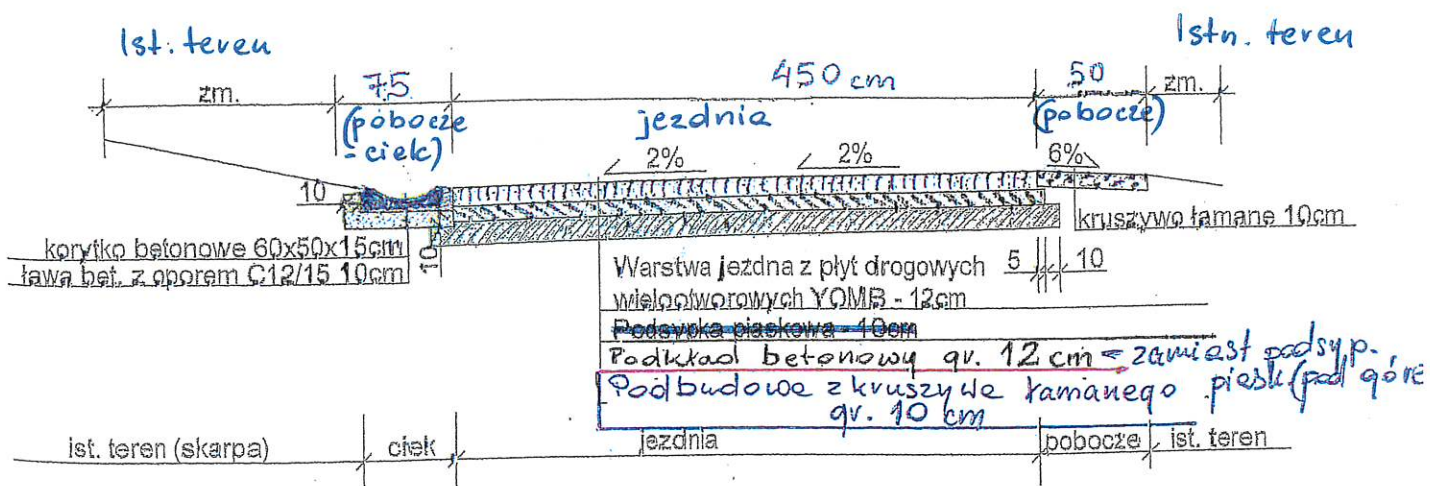 Ist. teren
Istn. teren
zm.
75
450 cm
50
zm.
(pobocze
- ciek)
jezdnia
(pobocze)
2%
2%
6%
10
kruszywo łamane 10cm
korytko betonowe 60x50x15cm
ława bet. z oporem C12/15 10cm
10
Warstwa jezdna z płyt drogowych
5
10
wielootworowych YOMB - 12cm
Podsypka piaskowa - 10cm
Podkład betonowy gr. 12 cm - zamiast podsyp.
Podbudowa z kruszywa łamanego piesk (pod górę
gr. 10 cm
ist. teren (skarpa)
ciek
jezdnia
pobocze
ist. teren